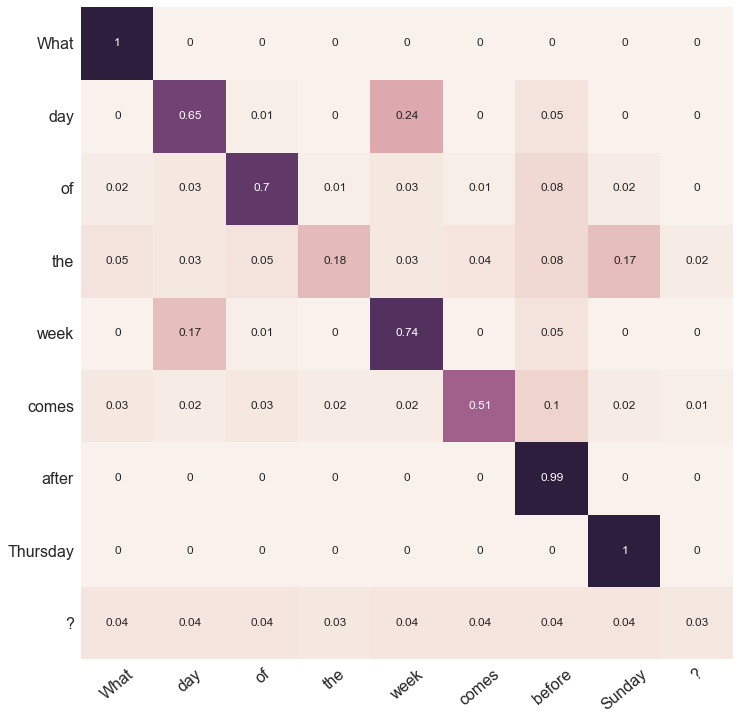 What 1 0 0 0 0 0 0 0 0
day 0 0.65 0.01 0 0.24 0 0.05 0 0
of 0.02 0.03 0.7 0.01 0.03 0.01 0.08 0.02 0
the 0.05 0.03 0.05 0.18 0.03 0.04 0.08 0.17 0.02
week 0 0.17 0.01 0 0.74 0 0.05 0 0
comes 0.03 0.02 0.03 0.02 0.02 0.51 0.1 0.02 0.01
after 0 0 0 0 0 0 0.99 0 0
Thursday 0 0 0 0 0 0 0 1 0
? 0.04 0.04 0.04 0.03 0.04 0.04 0.04 0.04 0.03
What day of the week comes before Sunday ?